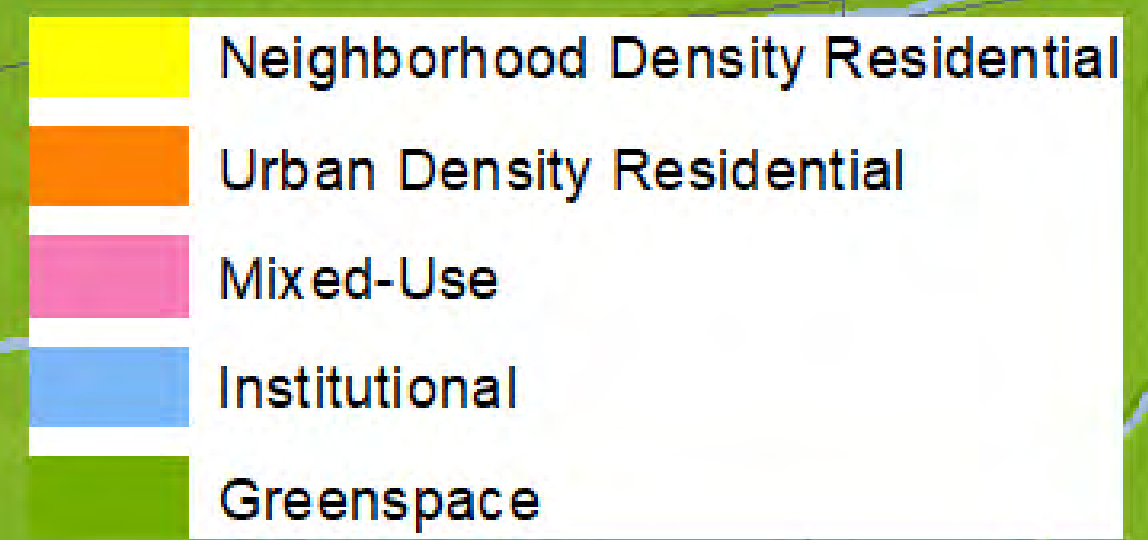 Neighborhood Density Residential
Urban Density Residential
Mixed-Use
Institutional
Greenspace